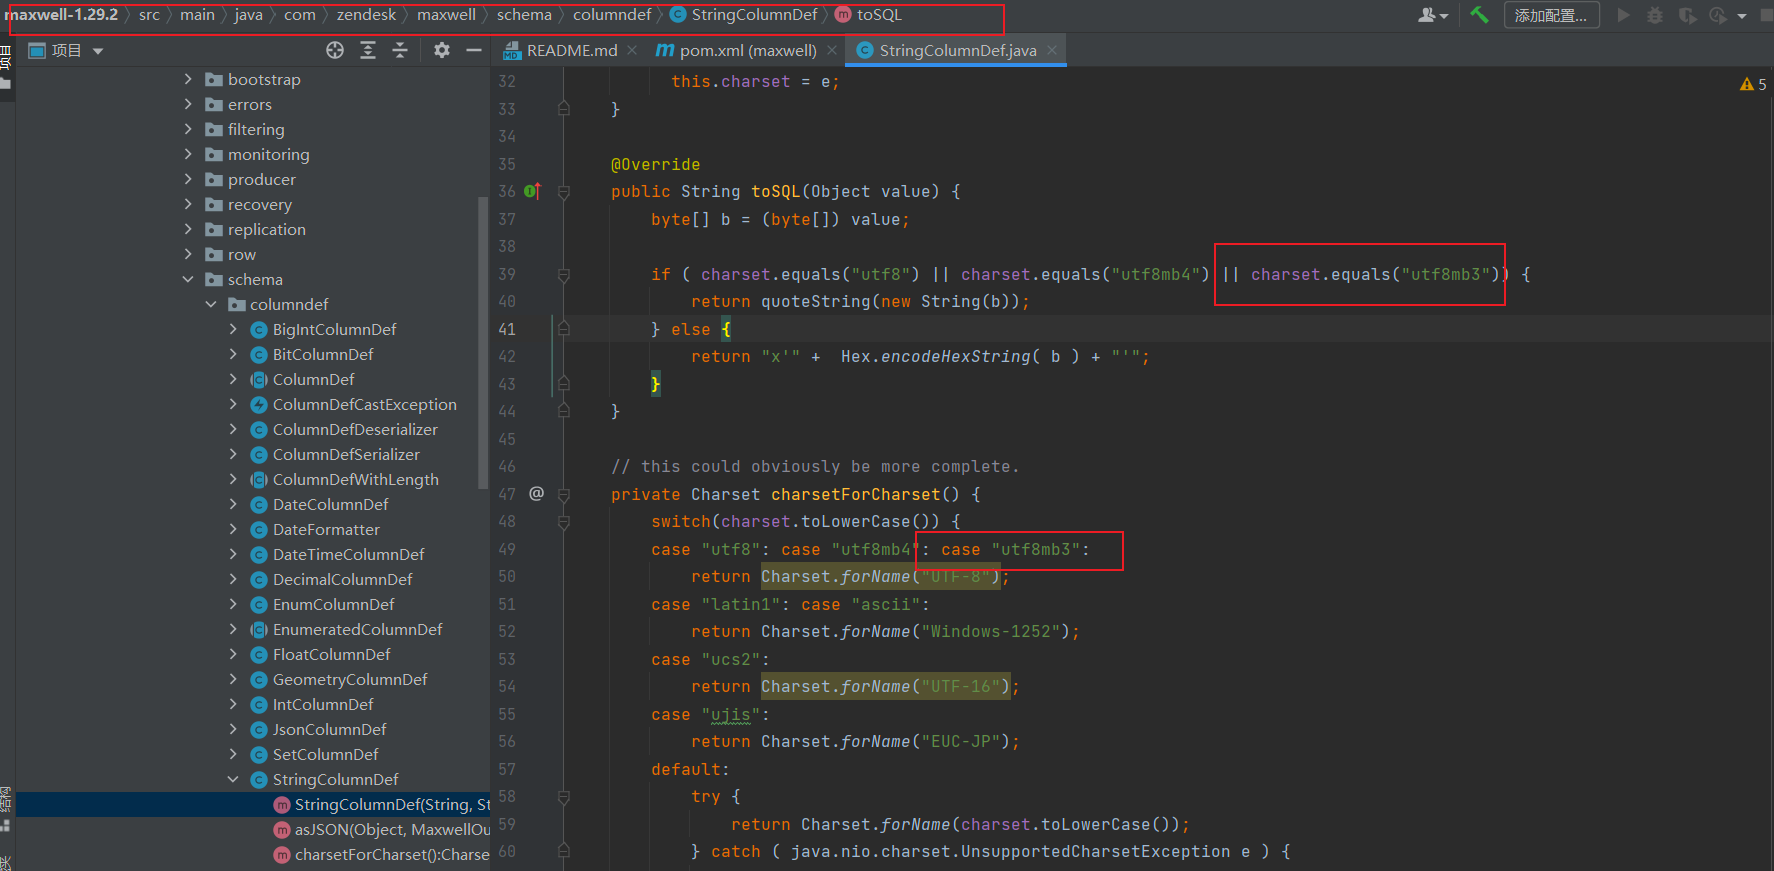 maxwell-1.29.2 src main java com zendesk maxwell schema columndef StringColumnDef toSQL
添加配置...
项目
项目
README.md
pom.xml (maxwell)
StringColumnDef.java
bootstrap
errors
filtering
monitoring
producer
recovery
replication
row
schema
columndef
BigIntColumnDef
BitColumnDef
ColumnDef
ColumnDefCastException
ColumnDefDeserializer
ColumnDefSerializer
ColumnDefWithLength
DateColumnDef
DateFormatter
DateTimeColumnDef
DecimalColumnDef
EnumColumnDef
EnumeratedColumnDef
FloatColumnDef
GeometryColumnDef
IntColumnDef
JsonColumnDef
SetColumnDef
StringColumnDef
StringColumnDef(String, St
asJSON(Object, MaxwellOu
charsetForCharset():Charse
结构
5
32 this.charset = e;
33 }
34
35 @Override
36 public String toSQL(Object value) {
37 byte[] b = (byte[]) value;
38
39 if ( charset.equals("utf8") || charset.equals("utf8mb4") || charset.equals("utf8mb3")) {
40 return quoteString(new String(b));
41 } else {
42 return "x'" + Hex.encodeHexString( b ) + "'";
43 }
44 }
45
46 // this could obviously be more complete.
47 @ private Charset charsetForCharset() {
48 switch(charset.toLowerCase()) {
49 case "utf8": case "utf8mb4": case "utf8mb3":
50 return Charset.forName("UTF-8");
51 case "latin1": case "ascii":
52 return Charset.forName("Windows-1252");
53 case "ucs2":
54 return Charset.forName("UTF-16");
55 case "ujis":
56 return Charset.forName("EUC-JP");
57 default:
58 try {
59 return Charset.forName(charset.toLowerCase());
60 } catch ( java.nio.charset.UnsupportedCharsetException e ) {